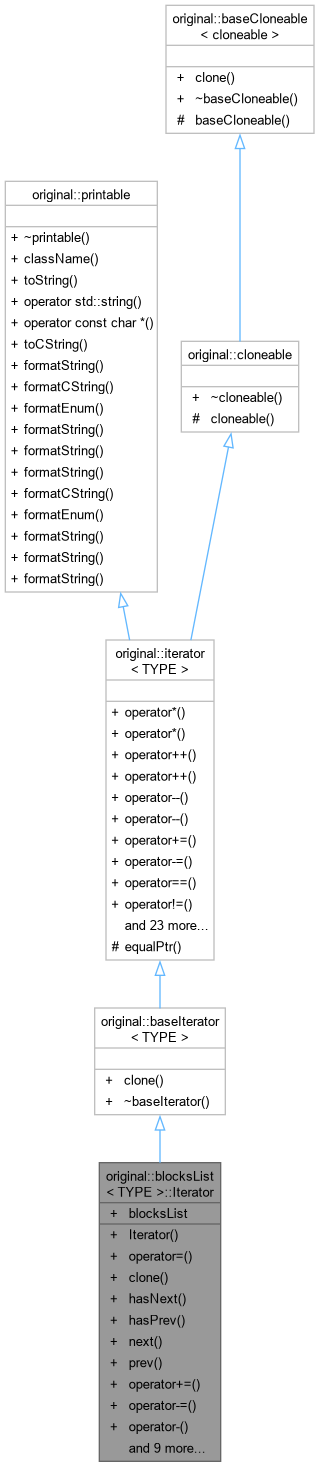 original::baseCloneable
< cloneable >
+ clone()
+ ~baseCloneable()
# baseCloneable()
original::printable
+ ~printable()
+ className()
+ toString()
+ operator std::string()
+ operator const char *()
+ toCString()
+ formatString()
+ formatCString()
+ formatEnum()
+ formatString()
+ formatString()
+ formatString()
+ formatCString()
+ formatEnum()
+ formatString()
+ formatString()
+ formatString()
original::cloneable
+ ~cloneable()
# cloneable()
original::iterator
< TYPE >
+ operator*()
+ operator*()
+ operator++()
+ operator++()
+ operator--()
+ operator--()
+ operator+=()
+ operator-=()
+ operator==()
+ operator!=()
and 23 more...
# equalPtr()
original::baseIterator
< TYPE >
+ clone()
+ ~baseIterator()
original::blocksList
< TYPE >::Iterator
+ blocksList
+ Iterator()
+ operator=()
+ clone()
+ hasNext()
+ hasPrev()
+ next()
+ prev()
+ operator+=()
+ operator-=()
+ operator-()
and 9 more...